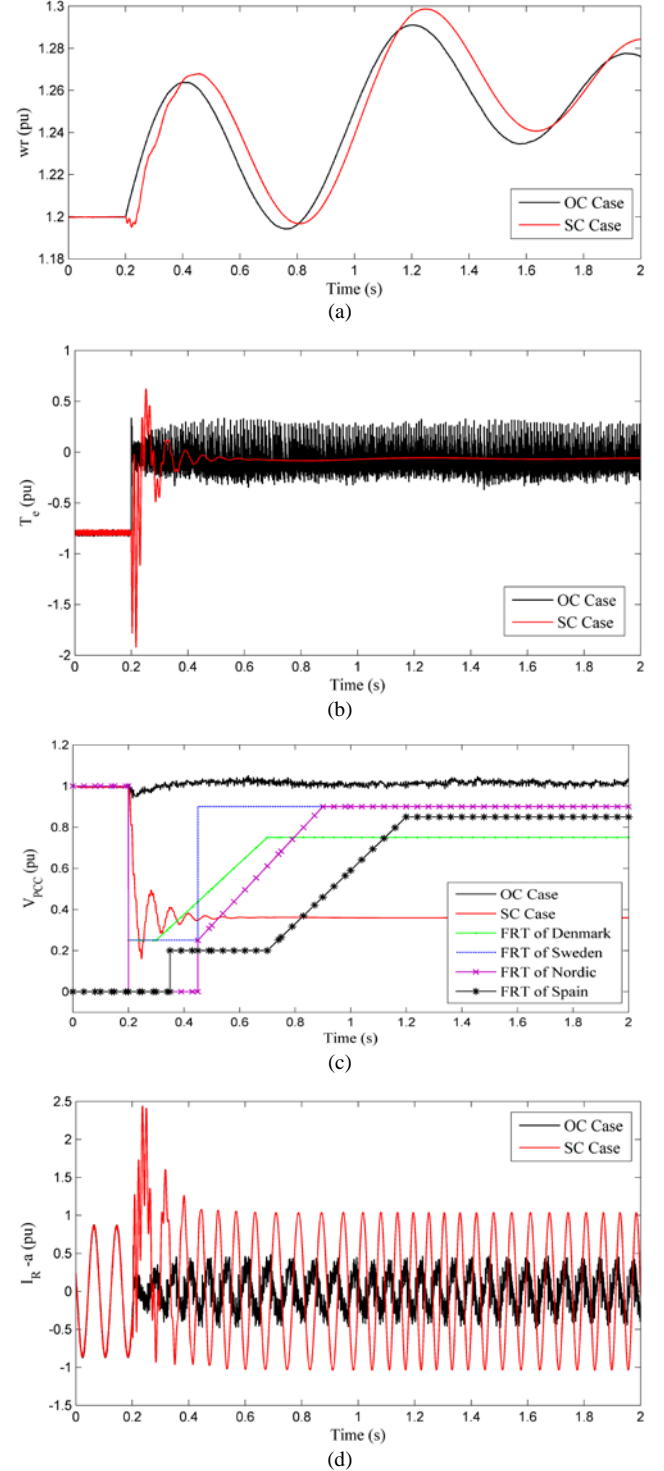 1.3
1.28
1.26
1.24
1.22
1.2
1.18
wr (pu)
OC Case
SC Case
0 0.2 0.4 0.6 0.8 1 1.2 1.4 1.6 1.8 2
Time (s)
(a)
1
0.5
0
-0.5
-1
-1.5
-2
T_e (pu)
OC Case
SC Case
0 0.2 0.4 0.6 0.8 1 1.2 1.4 1.6 1.8 2
Time (s)
(b)
1.2
1
0.8
0.6
0.4
0.2
0
V_PCC (pu)
OC Case
SC Case
FRT of Denmark
FRT of Sweden
FRT of Nordic
FRT of Spain
0 0.2 0.4 0.6 0.8 1.0 1.2 1.4 1.6 1.8 2
Time (s)
(c)
2.5
2
1.5
1
0.5
0
-0.5
-1
-1.5
I_R -a (pu)
OC Case
SC Case
0 0.2 0.4 0.6 0.8 1 1.2 1.4 1.6 1.8 2
Time (s)
(d)